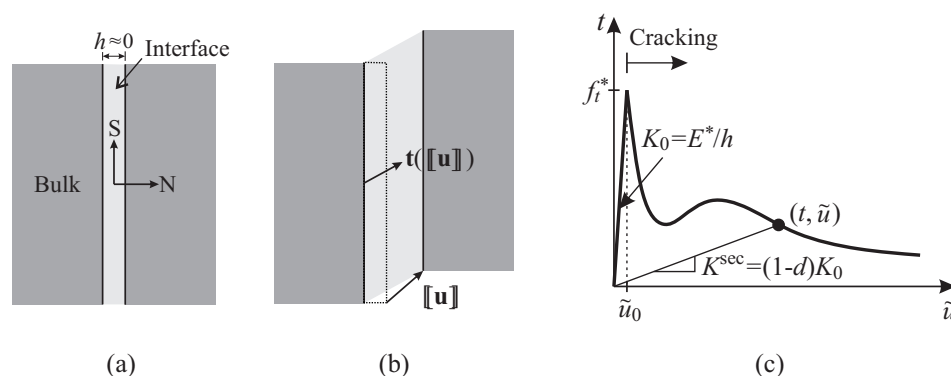 h≈0
Interface
S
N
Bulk
(a)
t(⟦u⟧)
⟦u⟧
(b)
t
Cracking
f_t^*
K_0=E^*/h
(t, ũ)
K^sec=(1-d)K_0
ũ_0
ũ
(c)